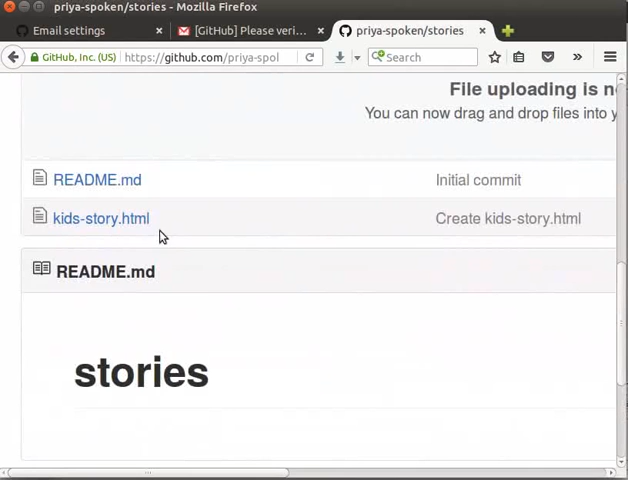 priya-spoken/stories - Mozilla Firefox
Email settings
[GitHub] Please veri...
priya-spoken/stories
GitHub, Inc. (US)
https://github.com/priya-spol
Search
File uploading is n
You can now drag and drop files into y
README.md
Initial commit
kids-story.html
Create kids-story.html
README.md
stories